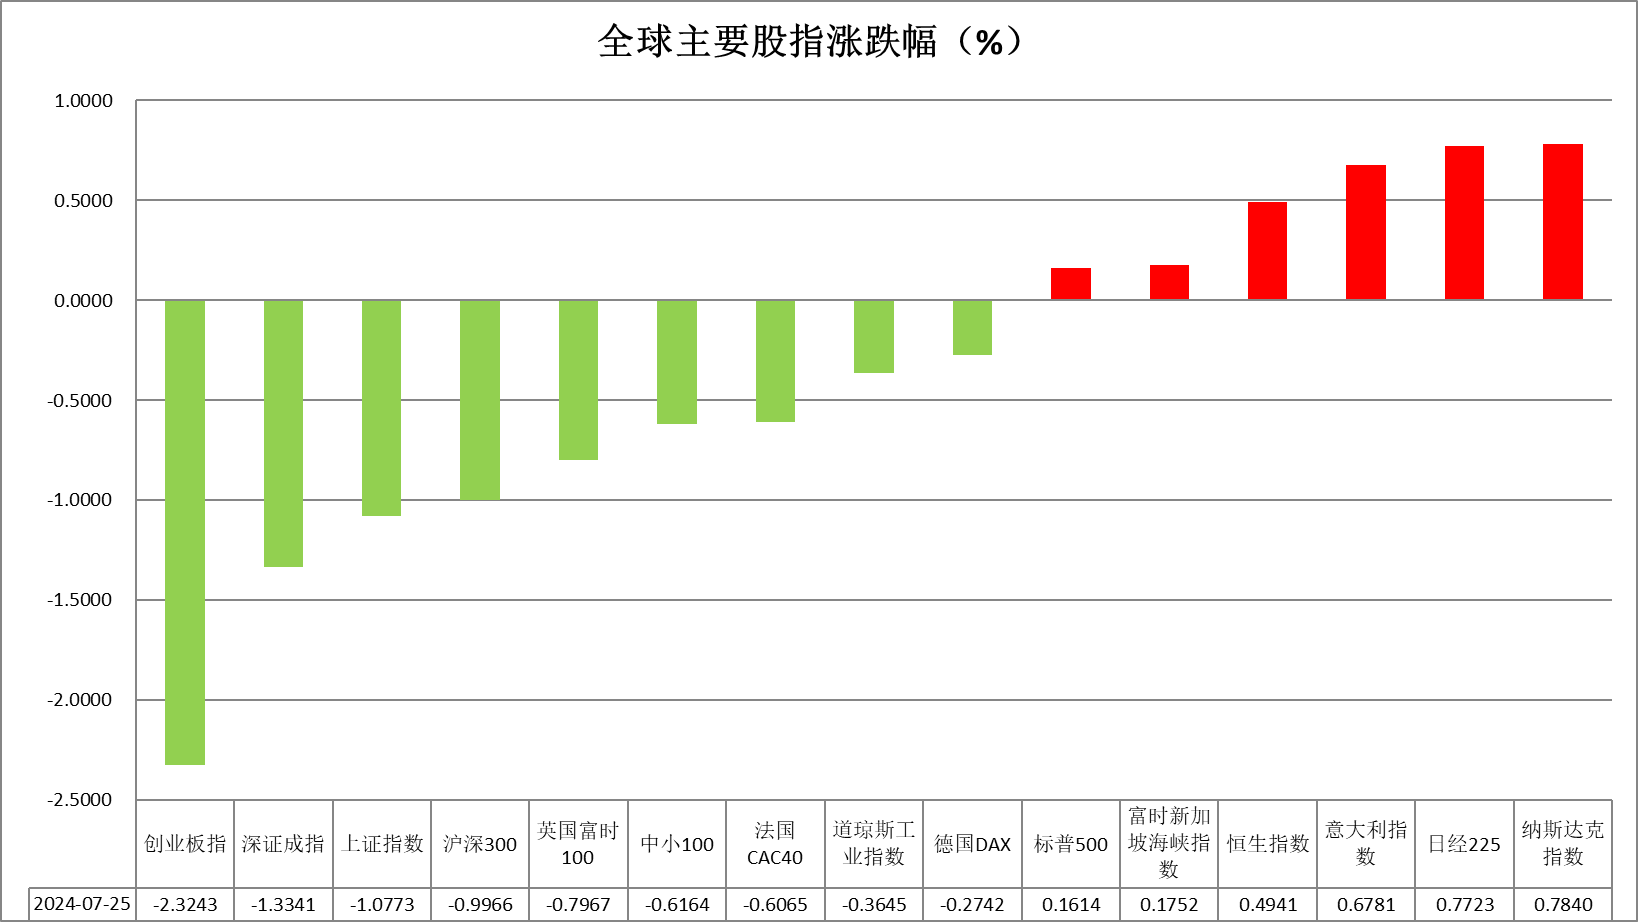 全球主要股指涨跌幅（%）
1.0000
0.5000
0.0000
-0.5000
-1.0000
-1.5000
-2.0000
-2.5000
创业板指
深证成指
上证指数
沪深300
英国富时
100
中小100
法国
CAC40
道琼斯工
业指数
德国DAX
标普500
富时新加
坡海峡指
数
恒生指数
意大利指
数
日经225
纳斯达克
指数
2024-07-25 -2.3243 -1.3341 -1.0773 -0.9966 -0.7967 -0.6164 -0.6065 -0.3645 -0.2742 0.1614 0.1752 0.4941 0.6781 0.7723 0.7840